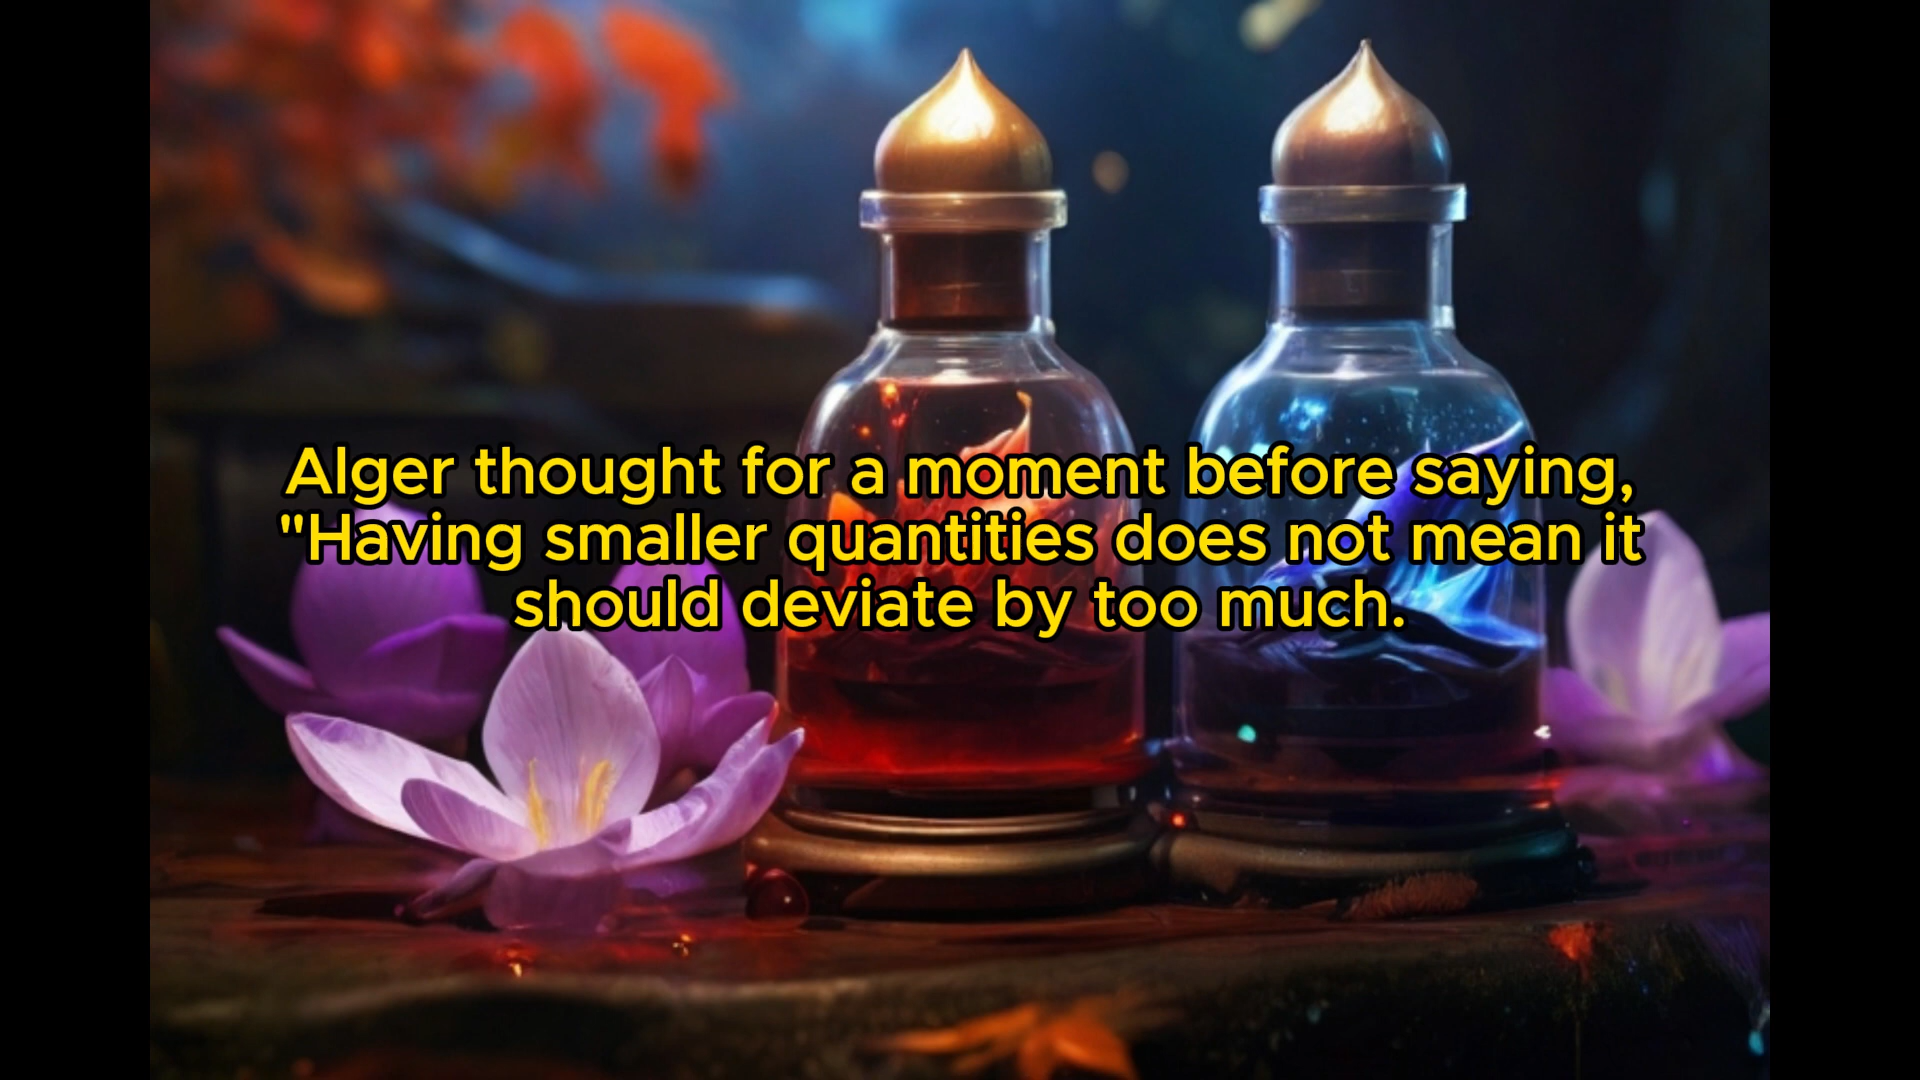 Alger thought for a moment before saying,
"Having smaller quantities does not mean it
should deviate by too much.